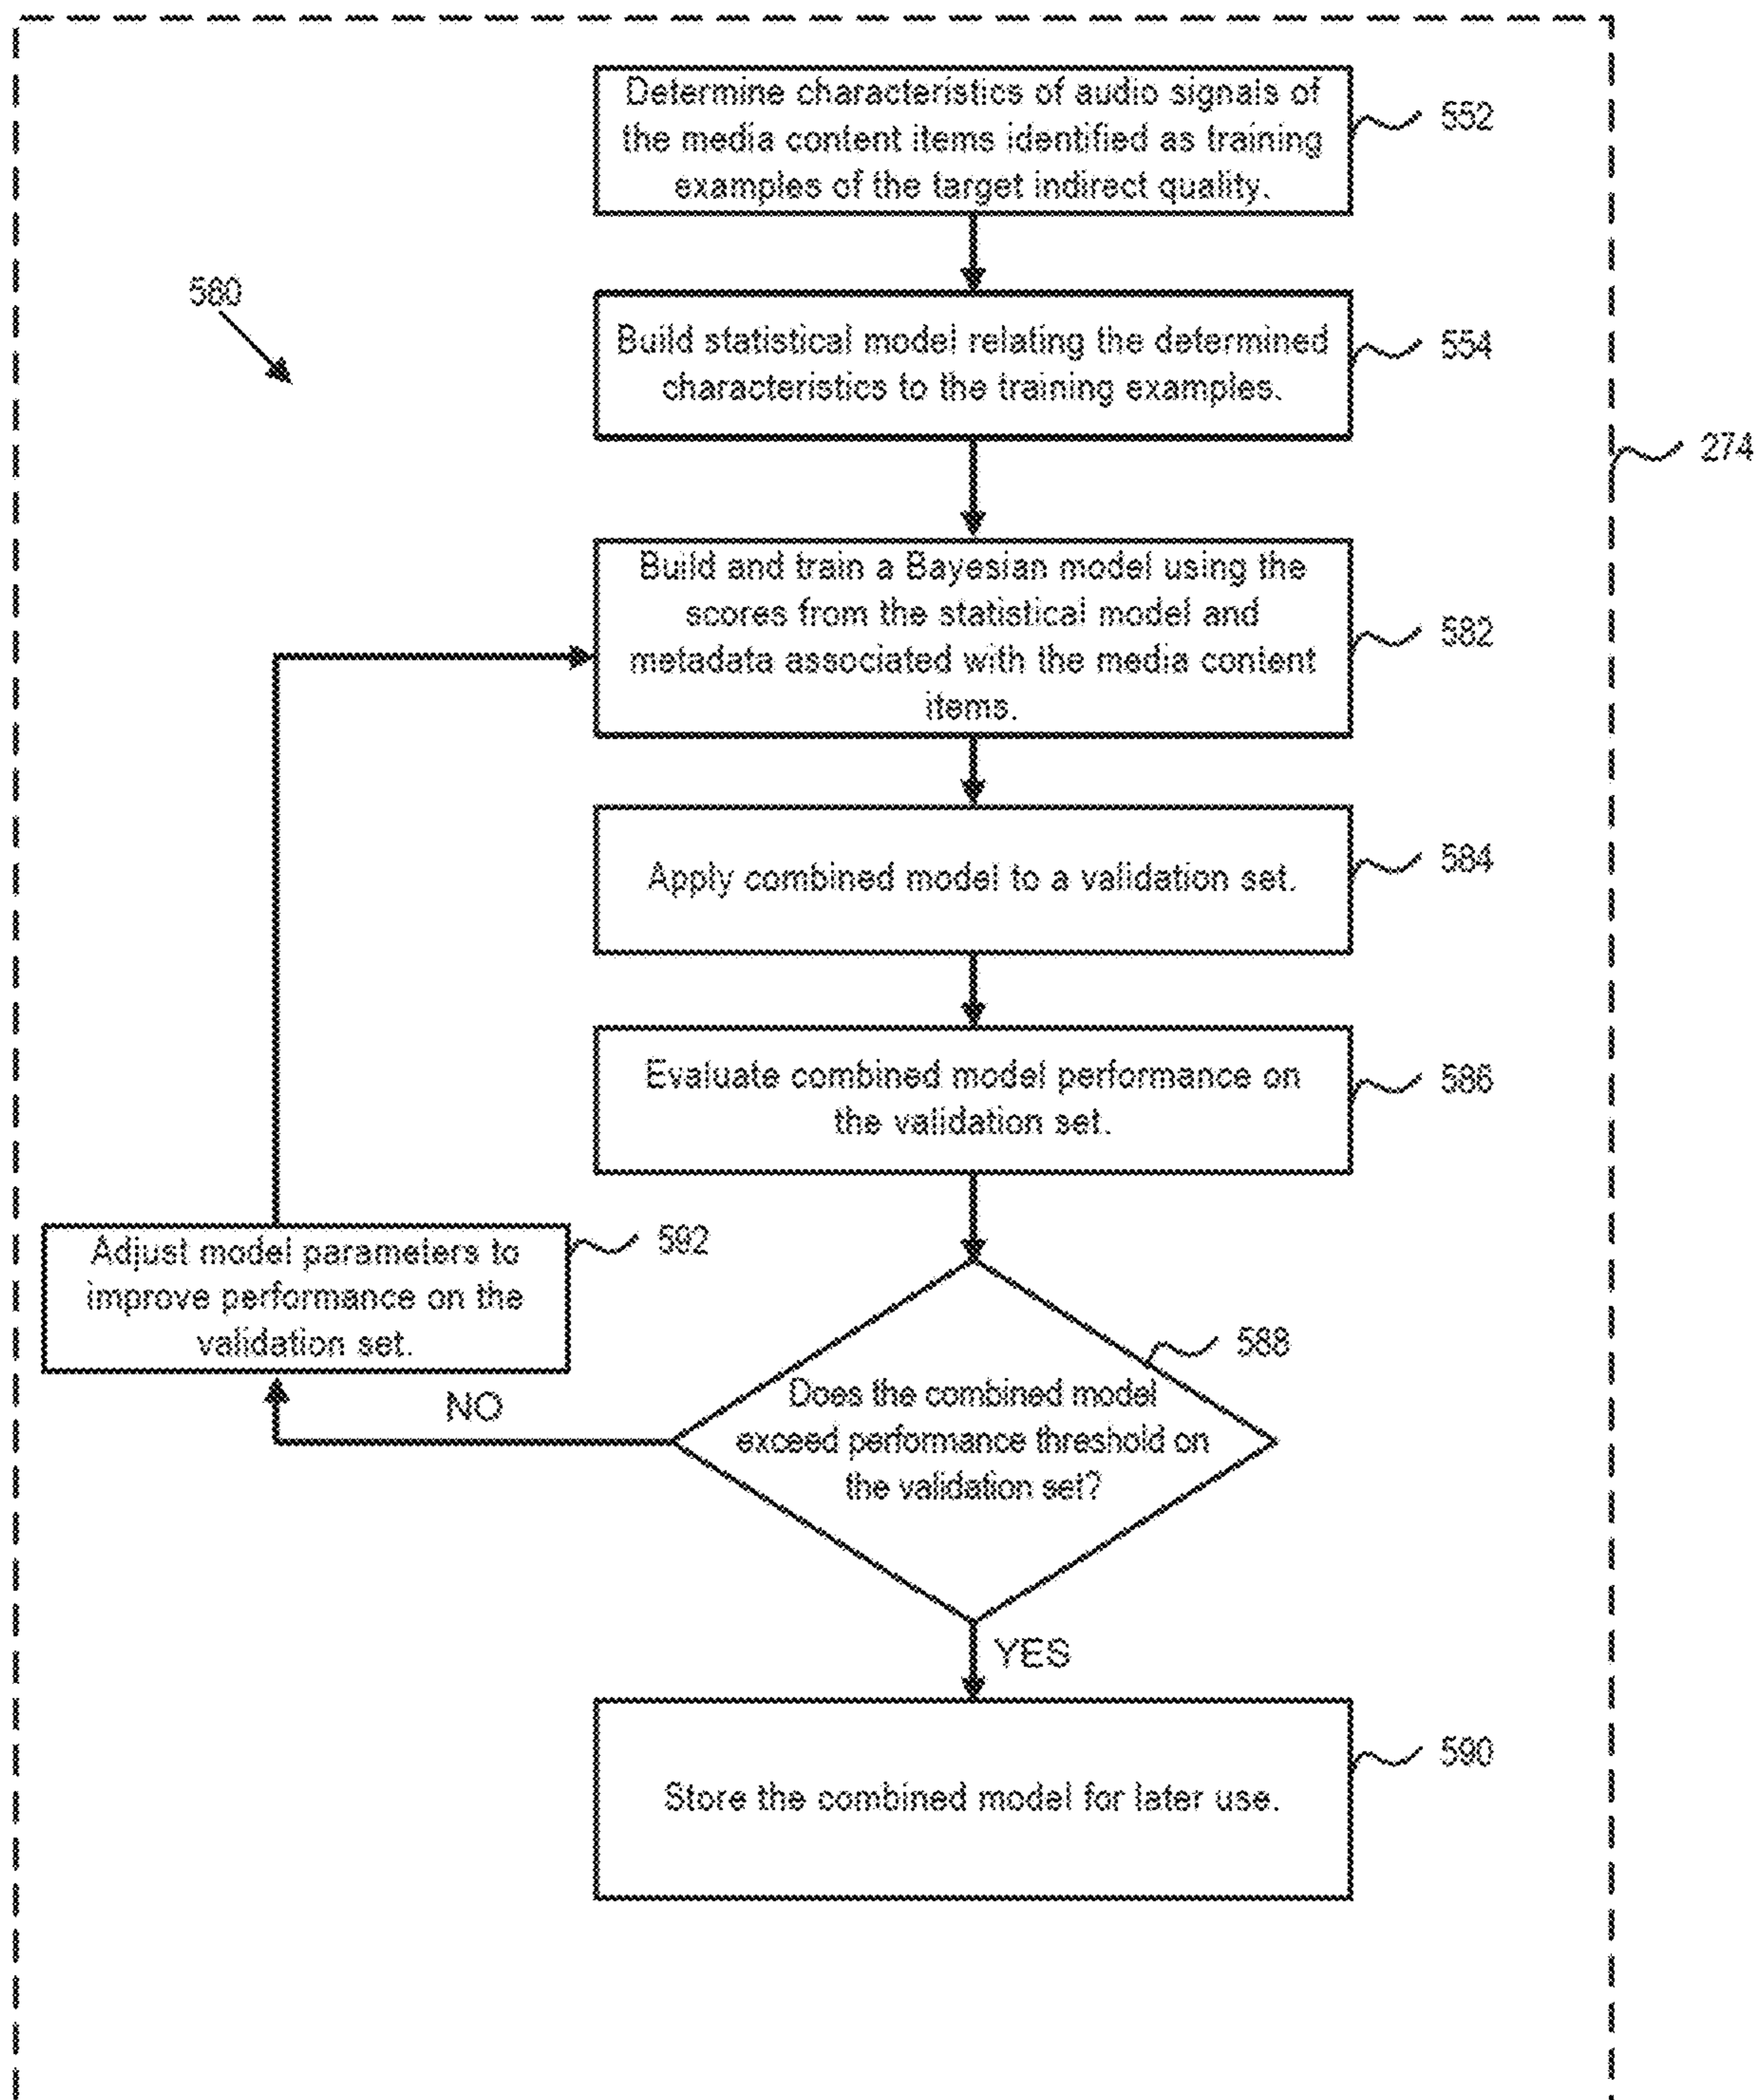 Determine characteristics of audio signals of
the media content items identified as training
examples of the target indirect quality.
552
580
Build statistical model relating the determined
characteristics to the training examples.
554
274
Build and train a Bayesian model using the
scores from the statistical model and
metadata associated with the media content
items.
582
Apply combined model to a validation set.
584
Evaluate combined model performance on
the validation set.
586
Adjust model parameters to
improve performance on the
validation set.
592
588
Does the combined model
exceed performance threshold on
the validation set?
NO
YES
Store the combined model for later use.
590